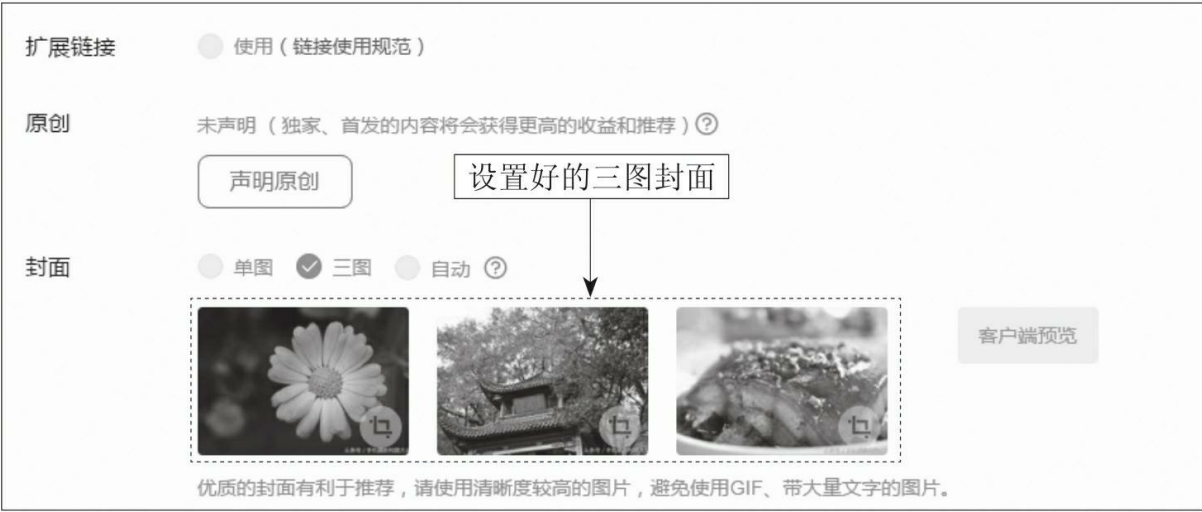 扩展链接 使用（链接使用规范）
原创 未声明（独家、首发的内容将会获得更高的收益和推荐）?
声明原创
设置好的三图封面
封面 单图 三图 自动 ?
客户端预览
优质的封面有利于推荐，请使用清晰度较高的图片，避免使用GIF、带大量文字的图片。